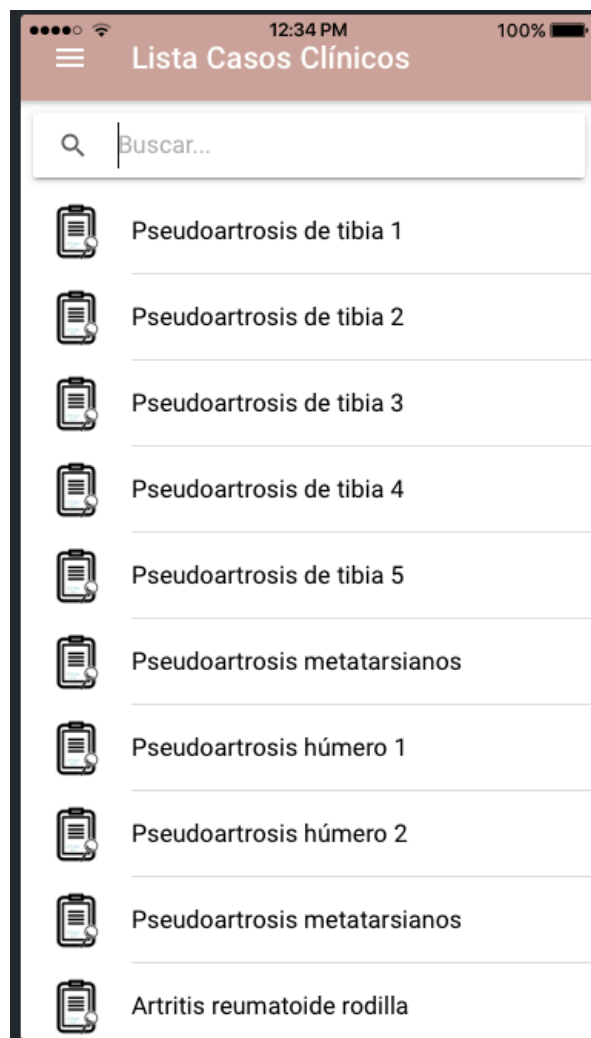 12:34 PM
100%
Lista Casos Clínicos
Buscar...
Pseudoartrosis de tibia 1
Pseudoartrosis de tibia 2
Pseudoartrosis de tibia 3
Pseudoartrosis de tibia 4
Pseudoartrosis de tibia 5
Pseudoartrosis metatarsianos
Pseudoartrosis húmero 1
Pseudoartrosis húmero 2
Pseudoartrosis metatarsianos
Artritis reumatoide rodilla